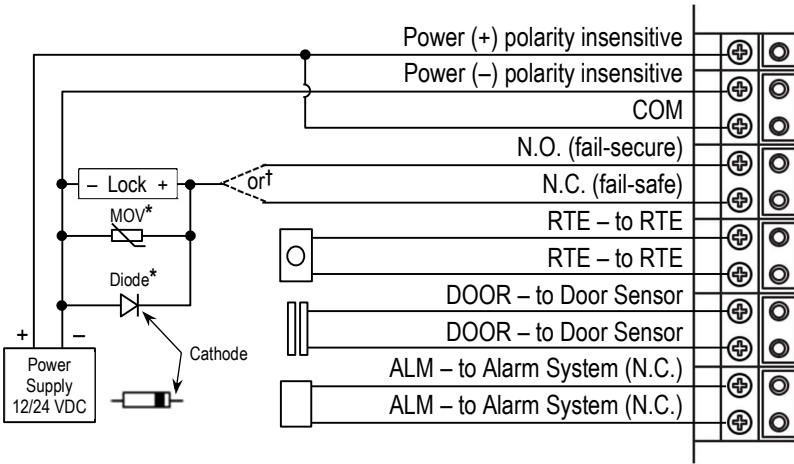 Power (+) polarity insensitive
Power (–) polarity insensitive
COM
N.O. (fail-secure)
– Lock +
or†
N.C. (fail-safe)
MOV*
RTE – to RTE
RTE – to RTE
Diode*
DOOR – to Door Sensor
DOOR – to Door Sensor
+ –
Cathode
Power
Supply
12/24 VDC
ALM – to Alarm System (N.C.)
ALM – to Alarm System (N.C.)